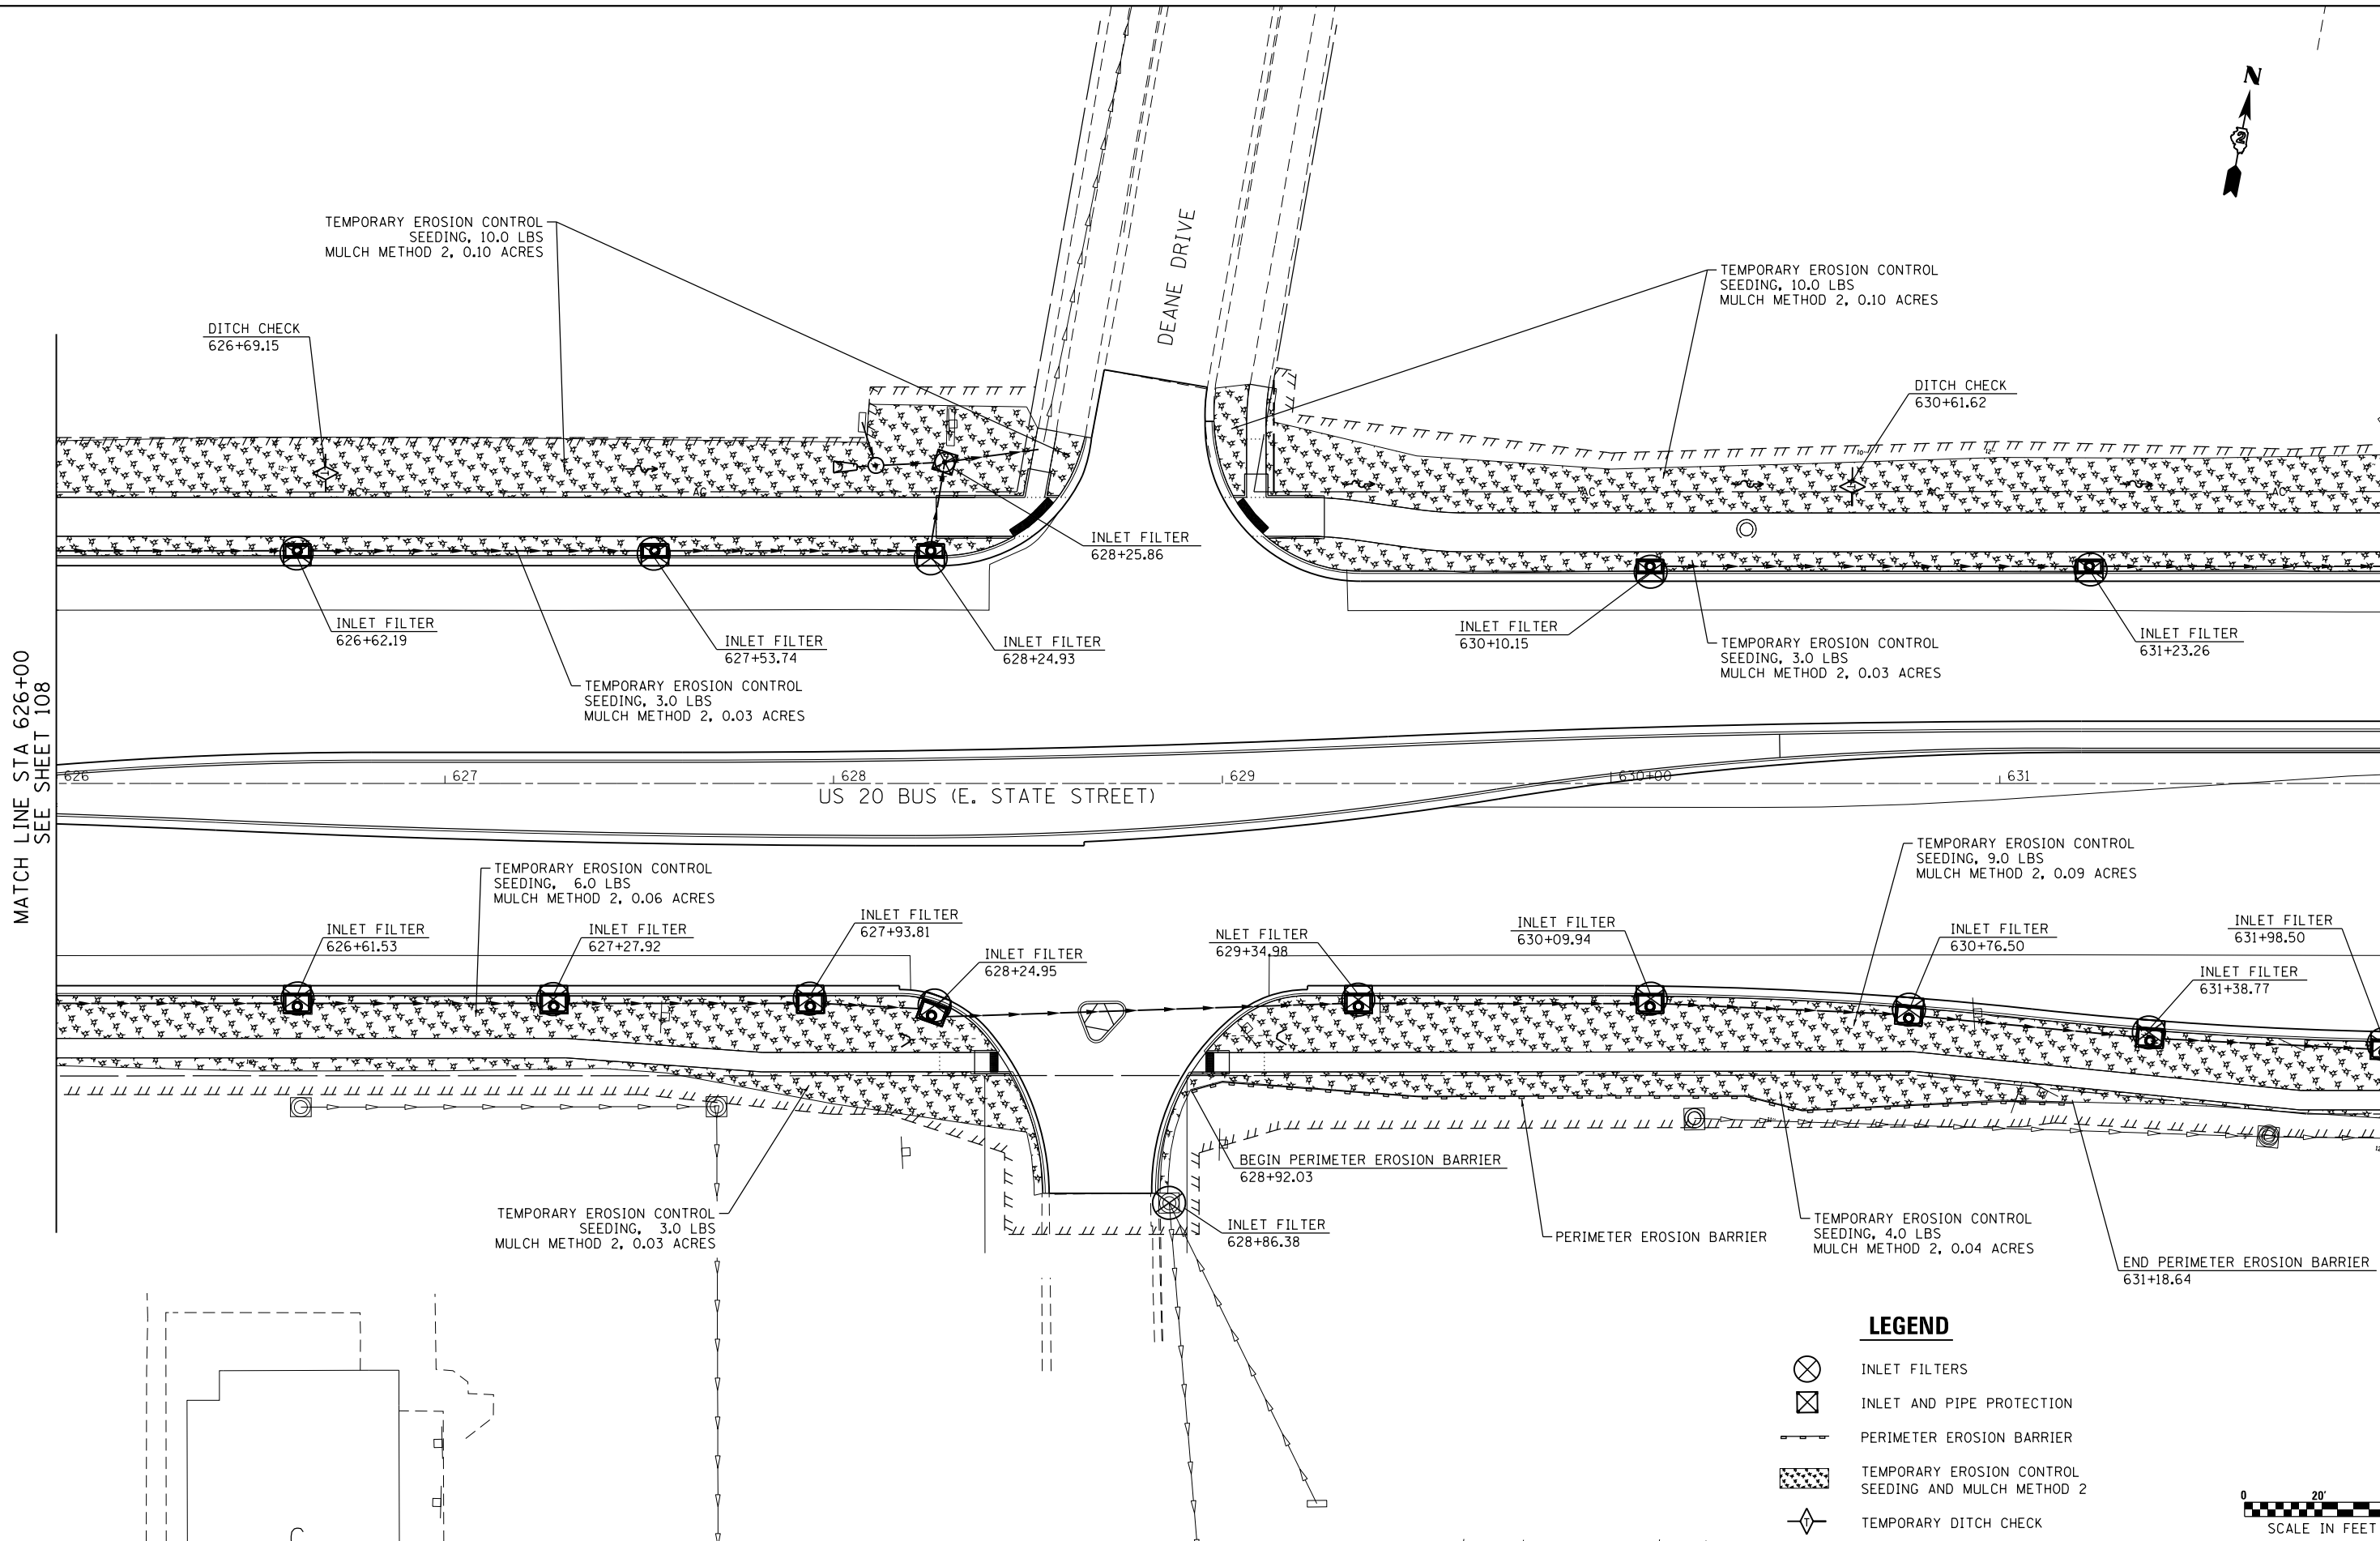 N
2
TEMPORARY EROSION CONTROL
SEEDING, 10.0 LBS
MULCH METHOD 2, 0.10 ACRES
DEANE DRIVE
TEMPORARY EROSION CONTROL
SEEDING, 10.0 LBS
MULCH METHOD 2, 0.10 ACRES
DITCH CHECK
626+69.15
DITCH CHECK
630+61.62
AC
AC
AC
AC
AC
INLET FILTER
628+25.86
INLET FILTER
626+62.19
INLET FILTER
627+53.74
INLET FILTER
628+24.93
INLET FILTER
630+10.15
INLET FILTER
631+23.26
TEMPORARY EROSION CONTROL
SEEDING, 3.0 LBS
MULCH METHOD 2, 0.03 ACRES
TEMPORARY EROSION CONTROL
SEEDING, 3.0 LBS
MULCH METHOD 2, 0.03 ACRES
MATCH LINE STA 626+00
SEE SHEET 108
626
627
628
629
630+00
631
US 20 BUS (E. STATE STREET)
TEMPORARY EROSION CONTROL
SEEDING, 6.0 LBS
MULCH METHOD 2, 0.06 ACRES
TEMPORARY EROSION CONTROL
SEEDING, 9.0 LBS
MULCH METHOD 2, 0.09 ACRES
INLET FILTER
626+61.53
INLET FILTER
627+27.92
INLET FILTER
627+93.81
INLET FILTER
628+24.95
NLET FILTER
629+34.98
INLET FILTER
630+09.94
INLET FILTER
630+76.50
INLET FILTER
631+98.50
INLET FILTER
631+38.77
BEGIN PERIMETER EROSION BARRIER
628+92.03
TEMPORARY EROSION CONTROL
SEEDING, 3.0 LBS
MULCH METHOD 2, 0.03 ACRES
INLET FILTER
628+86.38
PERIMETER EROSION BARRIER
TEMPORARY EROSION CONTROL
SEEDING, 4.0 LBS
MULCH METHOD 2, 0.04 ACRES
END PERIMETER EROSION BARRIER
631+18.64
LEGEND
INLET FILTERS
INLET AND PIPE PROTECTION
PERIMETER EROSION BARRIER
TEMPORARY EROSION CONTROL
SEEDING AND MULCH METHOD 2
T
TEMPORARY DITCH CHECK
0
20'
SCALE IN FEET